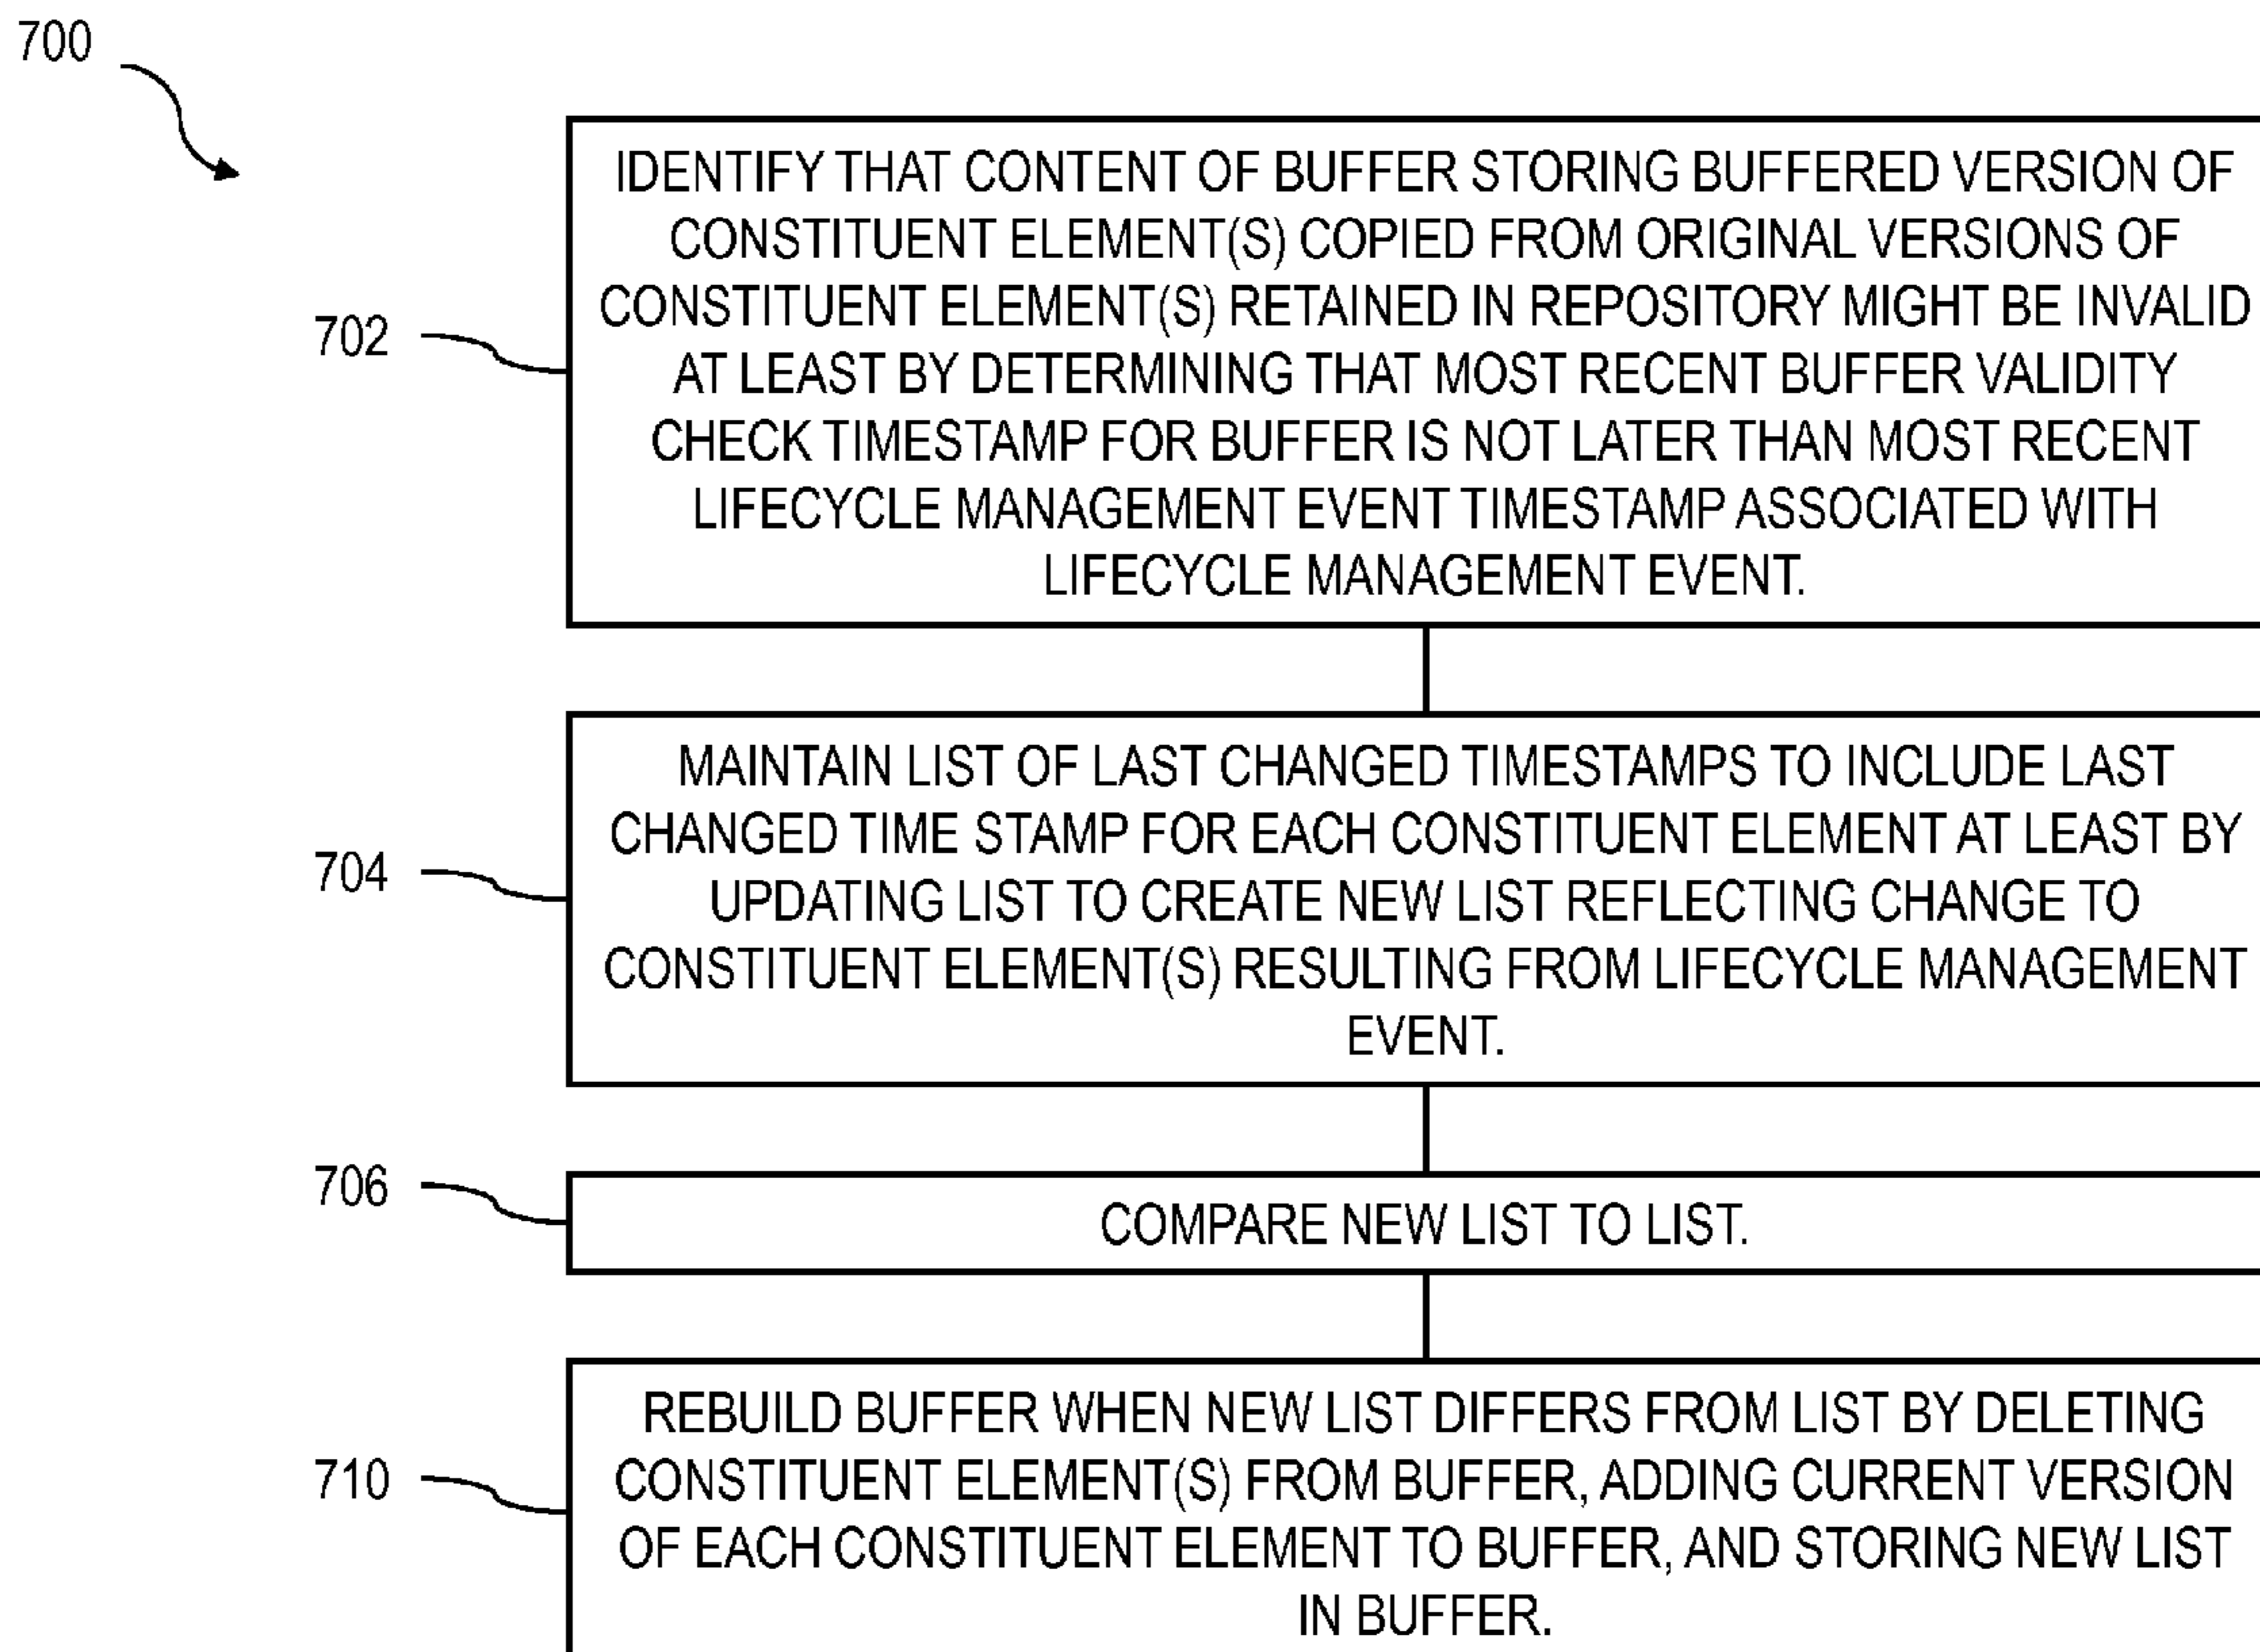 700
702
IDENTIFY THAT CONTENT OF BUFFER STORING BUFFERED VERSION OF
CONSTITUENT ELEMENT(S) COPIED FROM ORIGINAL VERSIONS OF
CONSTITUENT ELEMENT(S) RETAINED IN REPOSITORY MIGHT BE INVALID
AT LEAST BY DETERMINING THAT MOST RECENT BUFFER VALIDITY
CHECK TIMESTAMP FOR BUFFER IS NOT LATER THAN MOST RECENT
LIFECYCLE MANAGEMENT EVENT TIMESTAMP ASSOCIATED WITH
LIFECYCLE MANAGEMENT EVENT.
704
MAINTAIN LIST OF LAST CHANGED TIMESTAMPS TO INCLUDE LAST
CHANGED TIME STAMP FOR EACH CONSTITUENT ELEMENT AT LEAST BY
UPDATING LIST TO CREATE NEW LIST REFLECTING CHANGE TO
CONSTITUENT ELEMENT(S) RESULTING FROM LIFECYCLE MANAGEMENT
EVENT.
706
COMPARE NEW LIST TO LIST.
710
REBUILD BUFFER WHEN NEW LIST DIFFERS FROM LIST BY DELETING
CONSTITUENT ELEMENT(S) FROM BUFFER, ADDING CURRENT VERSION
OF EACH CONSTITUENT ELEMENT TO BUFFER, AND STORING NEW LIST
IN BUFFER.